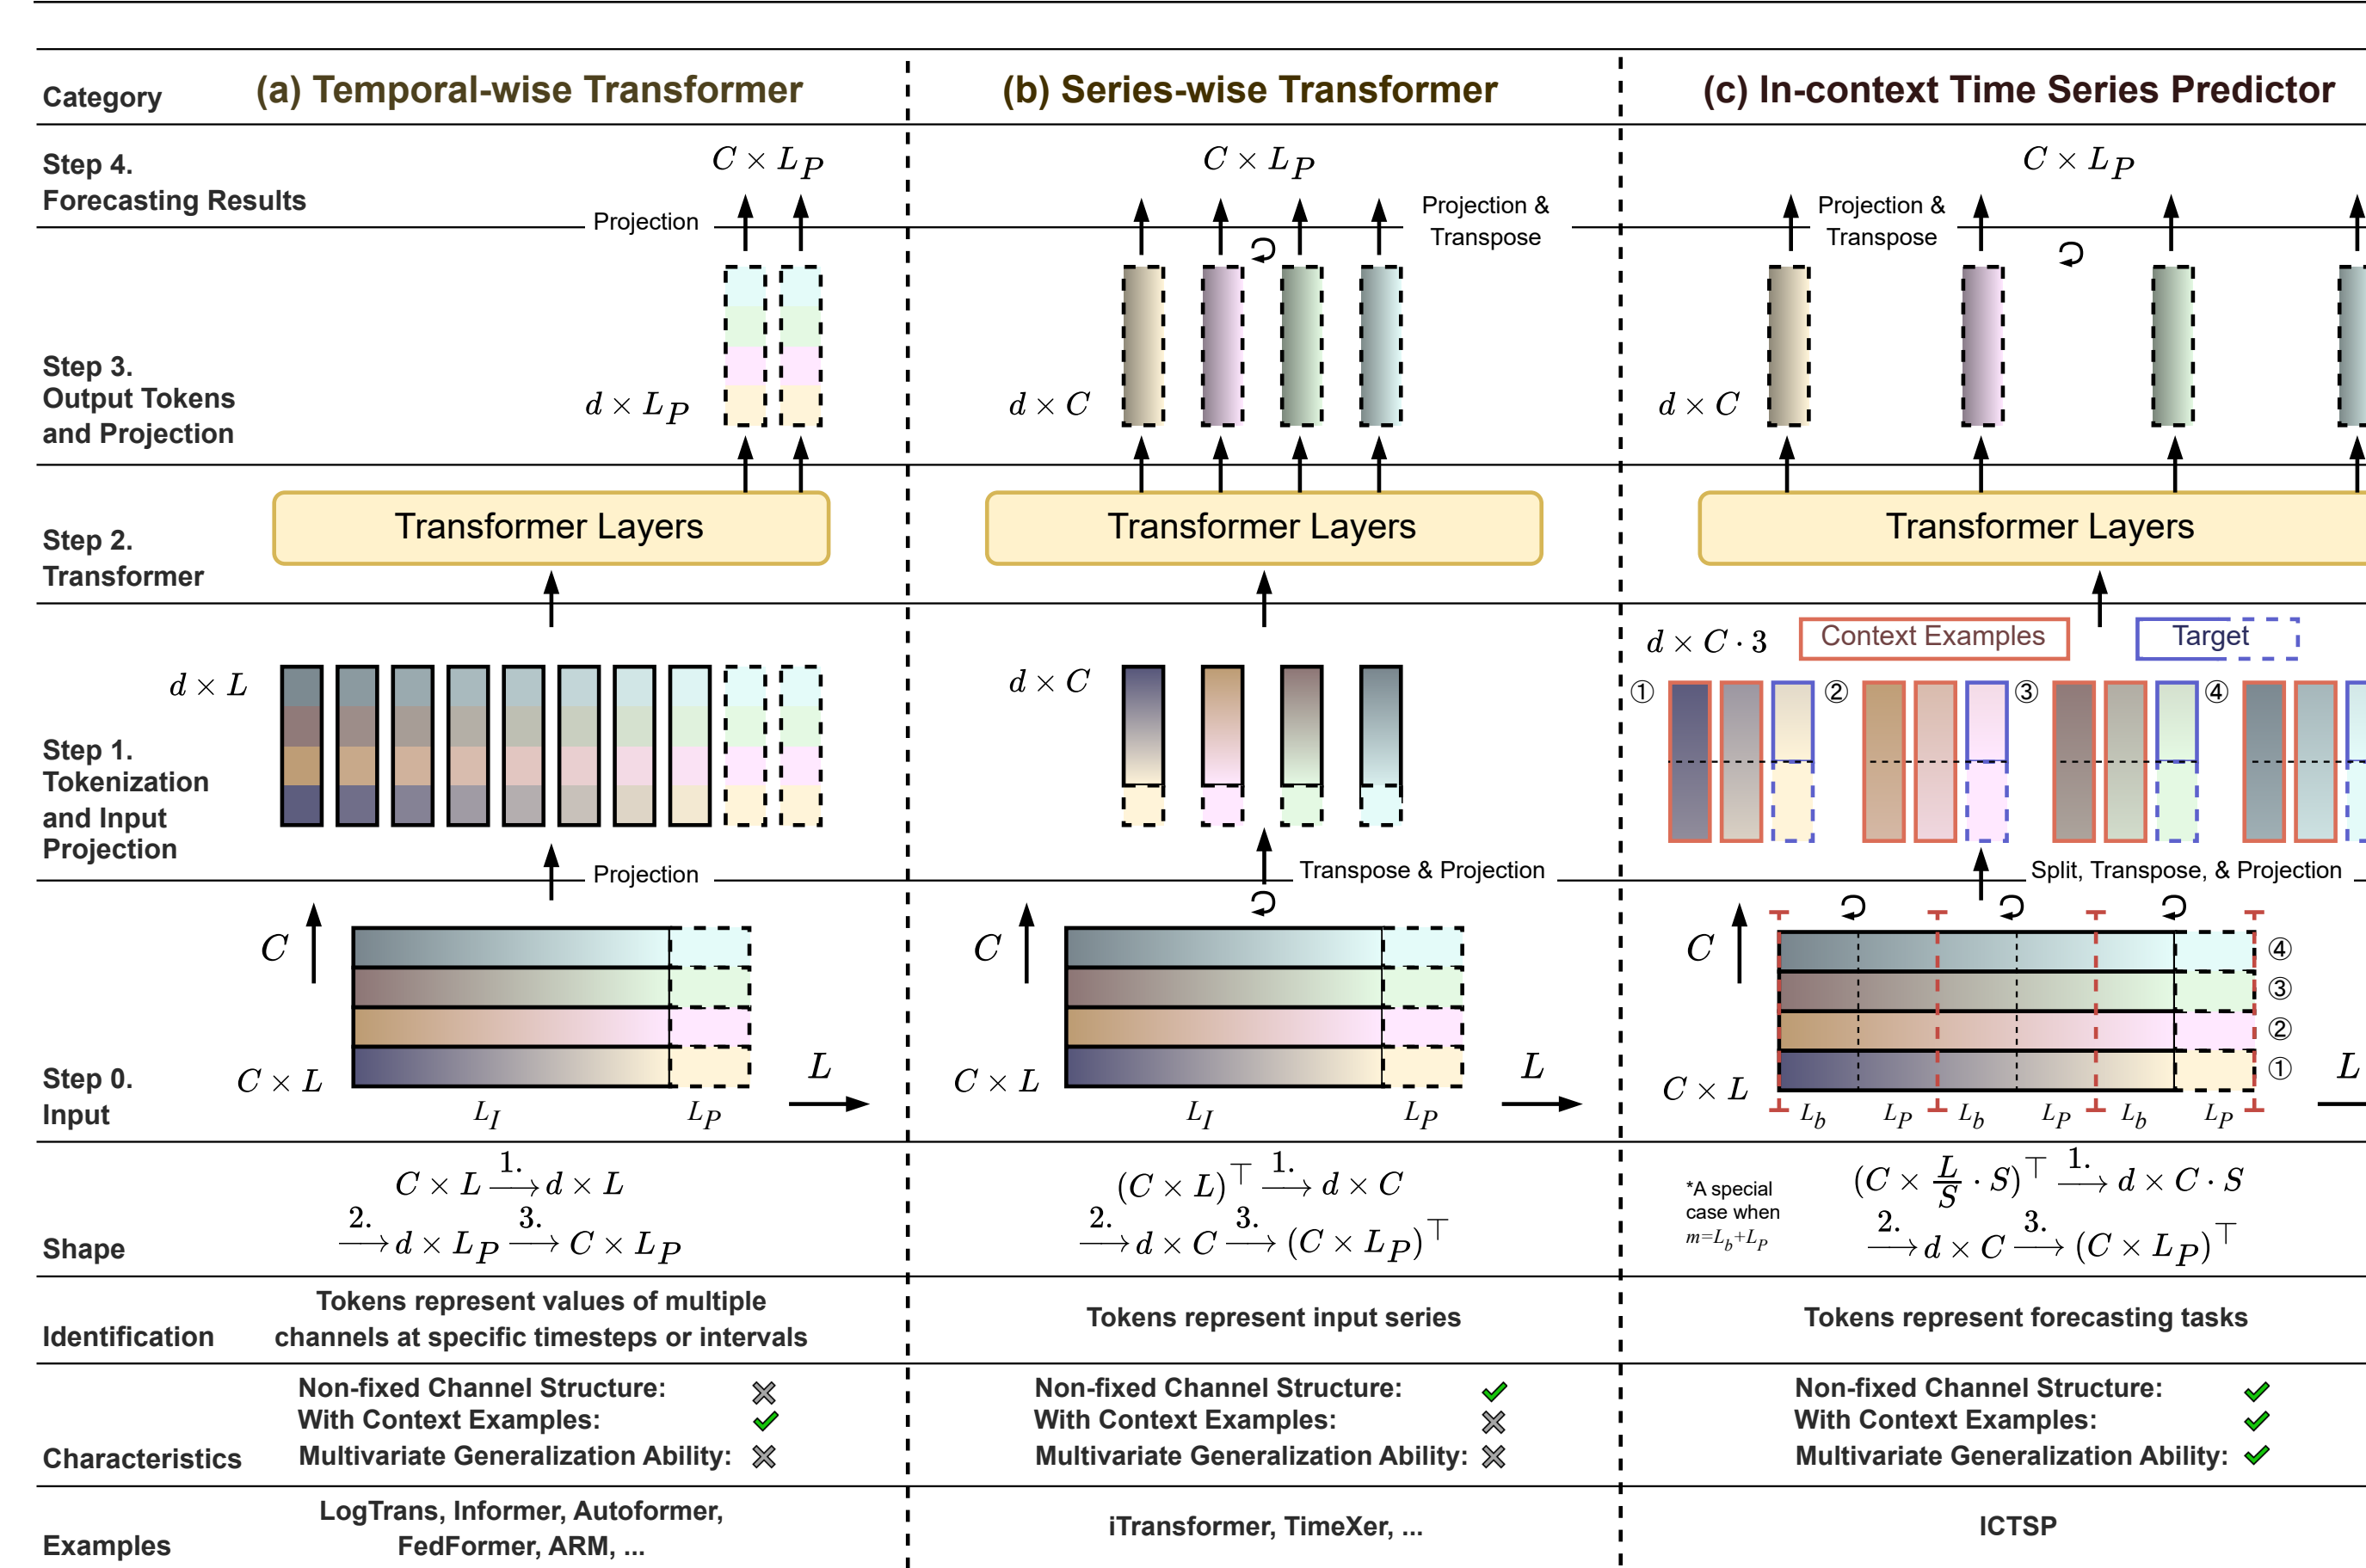 Category
(a) Temporal-wise Transformer
(b) Series-wise Transformer
(c) In-context Time Series Predictor
Step 4.
Forecasting Results
C × L_P
C × L_P
C × L_P
Projection
Projection &
Transpose
Projection &
Transpose
Step 3.
Output Tokens
and Projection
d × L_P
d × C
d × C
Step 2.
Transformer
Transformer Layers
Transformer Layers
Transformer Layers
Step 1.
Tokenization
and Input
Projection
d × L
d × C
d × C · 3
Context Examples
Target
① ② ③ ④
Projection
Transpose & Projection
Split, Transpose, & Projection
Step 0.
Input
C
C × L
L_I L_P
L
C
C × L
L_I L_P
L
C
C × L
④
③
②
①
L_b L_P L_b L_P L_b L_P
L
Shape
C × L 1.⟶ d × L
2.⟶ d × L_P 3.⟶ C × L_P
(C × L)⊤ 1.⟶ d × C
2.⟶ d × C 3.⟶ (C × L_P)⊤
*A special
case when
m=L_b+L_P
(C × L/S · S)⊤ 1.⟶ d × C · S
2.⟶ d × C 3.⟶ (C × L_P)⊤
Identification
Tokens represent values of multiple
channels at specific timesteps or intervals
Tokens represent input series
Tokens represent forecasting tasks
Characteristics
Non-fixed Channel Structure: ✗
With Context Examples: ✓
Multivariate Generalization Ability: ✗
Non-fixed Channel Structure: ✓
With Context Examples: ✗
Multivariate Generalization Ability: ✗
Non-fixed Channel Structure: ✓
With Context Examples: ✓
Multivariate Generalization Ability: ✓
Examples
LogTrans, Informer, Autoformer,
FedFormer, ARM, ...
iTransformer, TimeXer, ...
ICTSP